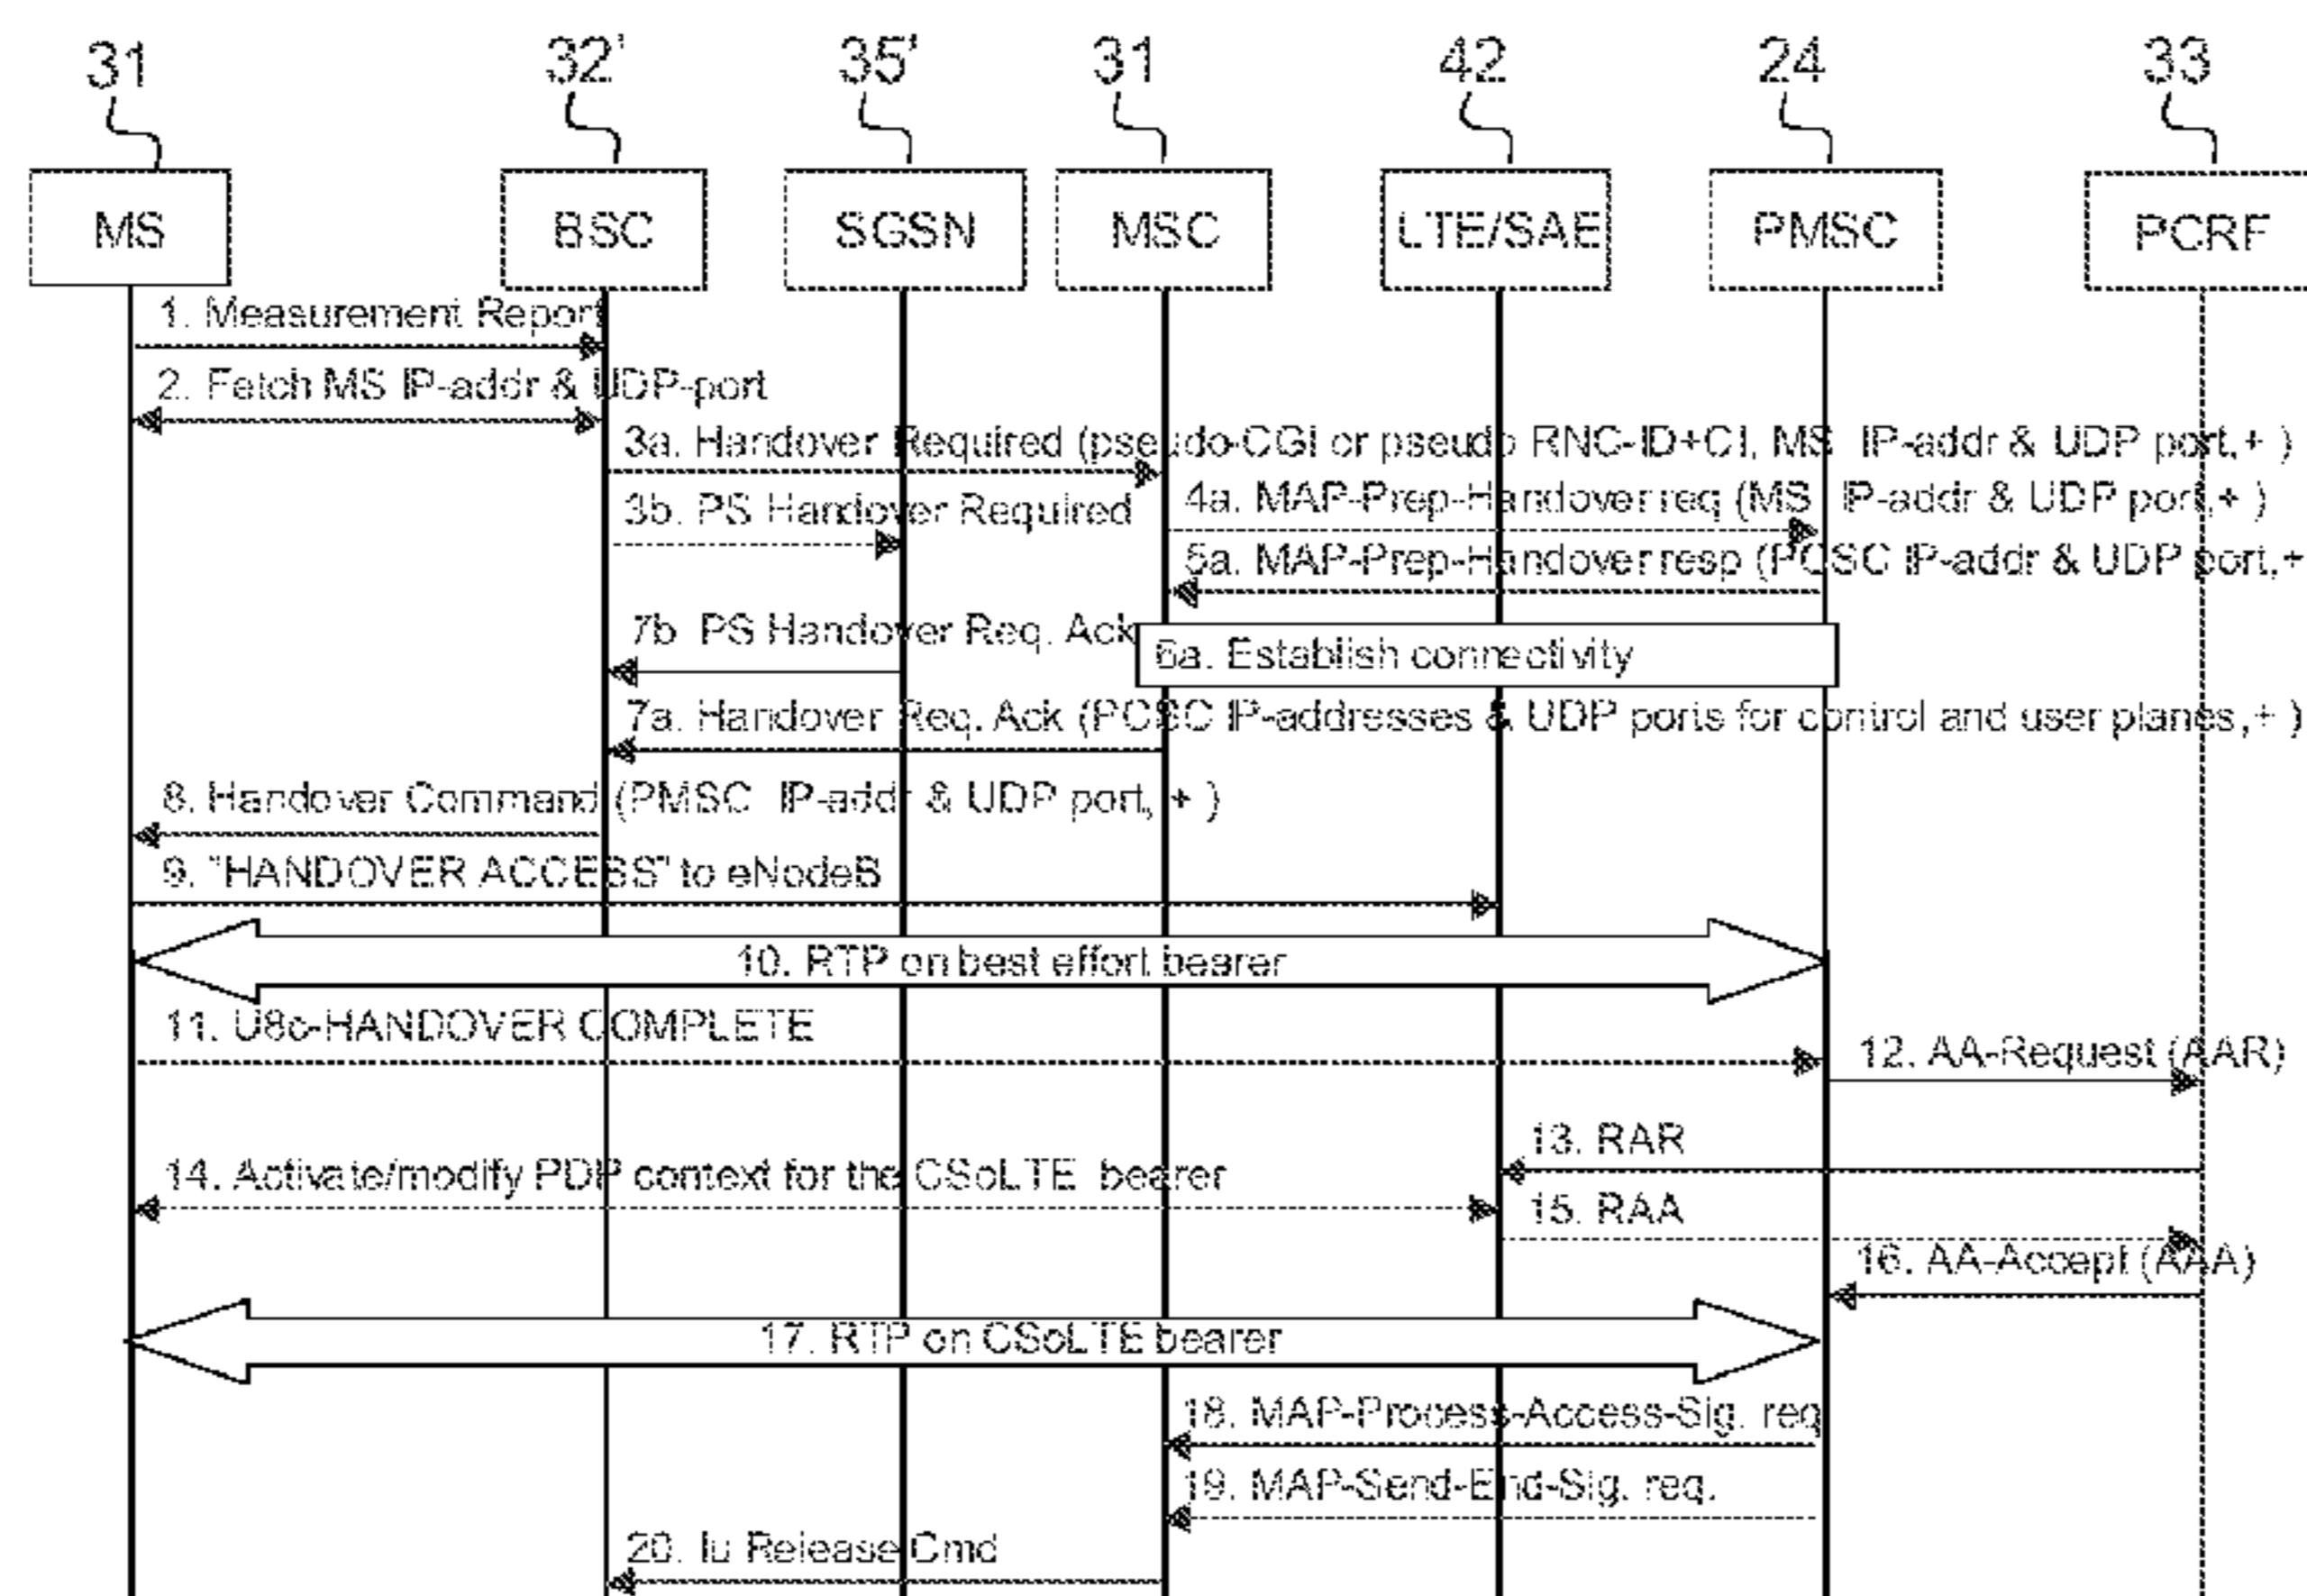 31 32' 35' 31 42 24 33
MS BSC SGSN MSC LTE/SAE PMSC PCRF
1. Measurement Report
2. Fetch MS IP-addr & UDP-port
3a. Handover Required (pseudo-CGI or pseudo RNC-ID+CI, MS IP-addr & UDP port,+ )
3b. PS Handover Required
4a. MAP-Prep-Handover req (MS IP-addr & UDP port,+ )
5a. MAP-Prep-Handover resp (PCSC IP-addr & UDP port,+
7b PS Handover Req. Ack
6a. Establish connectivity
7a. Handover Req. Ack (PCSC IP-addresses & UDP ports for control and user planes,+ )
8. Handover Command (PMSC IP-addr & UDP port, + )
9. "HANDOVER ACCESS" to eNodeB
10. RTP on best effort bearer
11. U8c-HANDOVER COMPLETE
12. AA-Request (AAR)
13. RAR
14. Activate/modify PDP context for the CSoLTE bearer
15. RAA
16. AA-Accept (AAA)
17. RTP on CSoLTE bearer
18. MAP-Process-Access-Sig. req
19. MAP-Send-End-Sig. req.
20. Iu Release Cmd